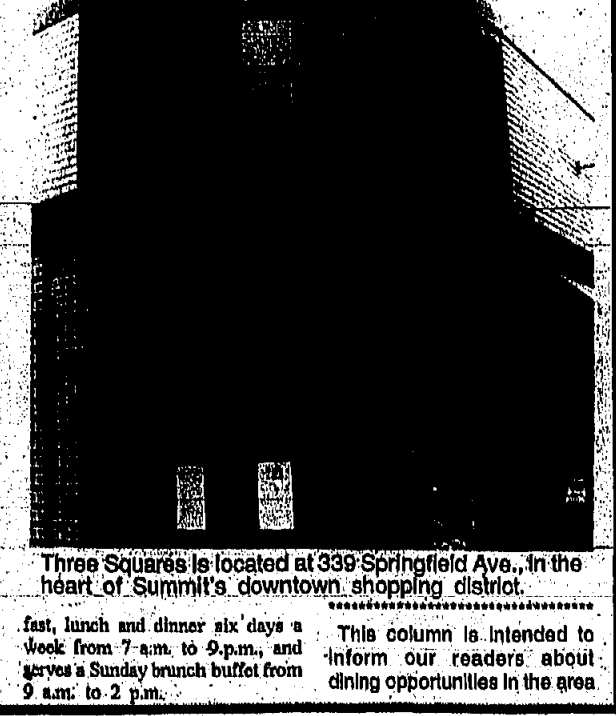 Three Squares is located at 339 Springfield Ave., in the
heart of Summit's downtown shopping district.
fast, lunch and dinner six days a
week from 7 a.m. to 9 p.m., and
serves a Sunday brunch buffet from
9 a.m. to 2 p.m.
This column is intended to
inform our readers about
dining opportunities in the area